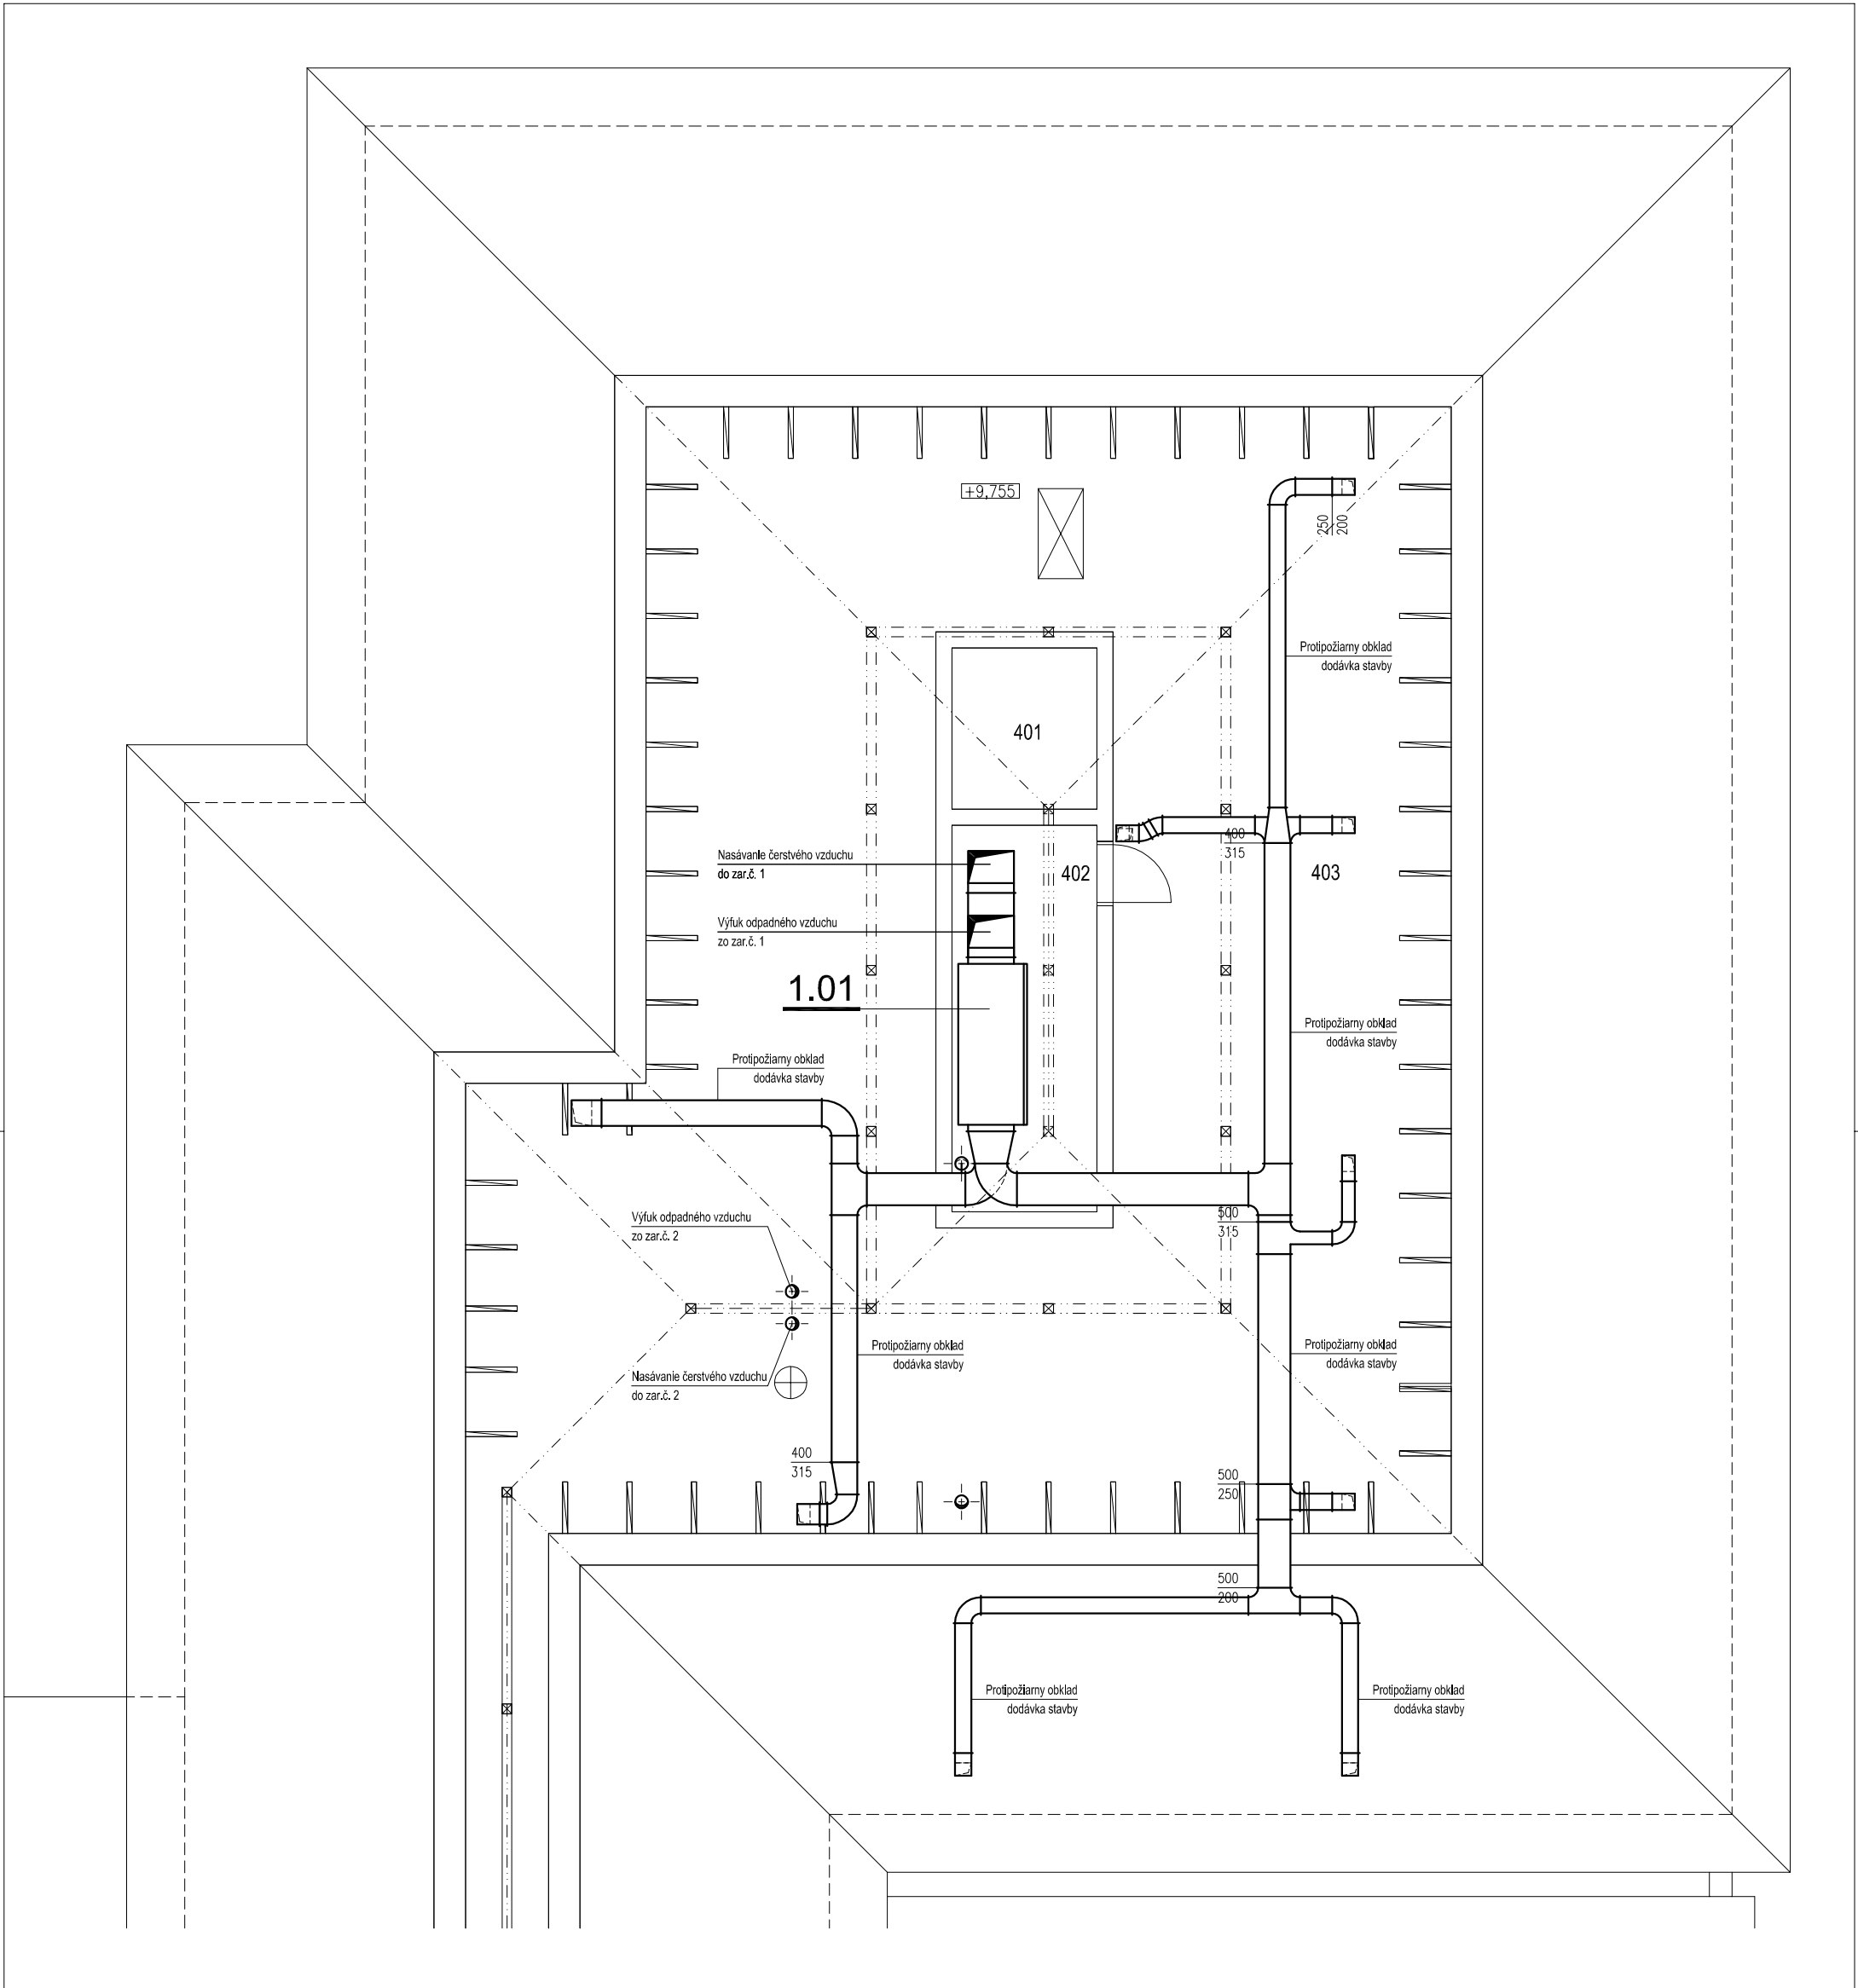 +9,755
250
200
Protipožiarny obklad
dodávka stavby
401
400
315
Nasávanie čerstvého vzduchu
do zar.č. 1
402
403
Výfuk odpadného vzduchu
zo zar.č. 1
1.01
Protipožiarny obklad
dodávka stavby
Protipožiarny obklad
dodávka stavby
Výfuk odpadného vzduchu
zo zar.č. 2
500
315
Protipožiarny obklad
dodávka stavby
Protipožiarny obklad
dodávka stavby
Nasávanie čerstvého vzduchu
do zar.č. 2
400
315
500
250
500
200
Protipožiarny obklad
dodávka stavby
Protipožiarny obklad
dodávka stavby